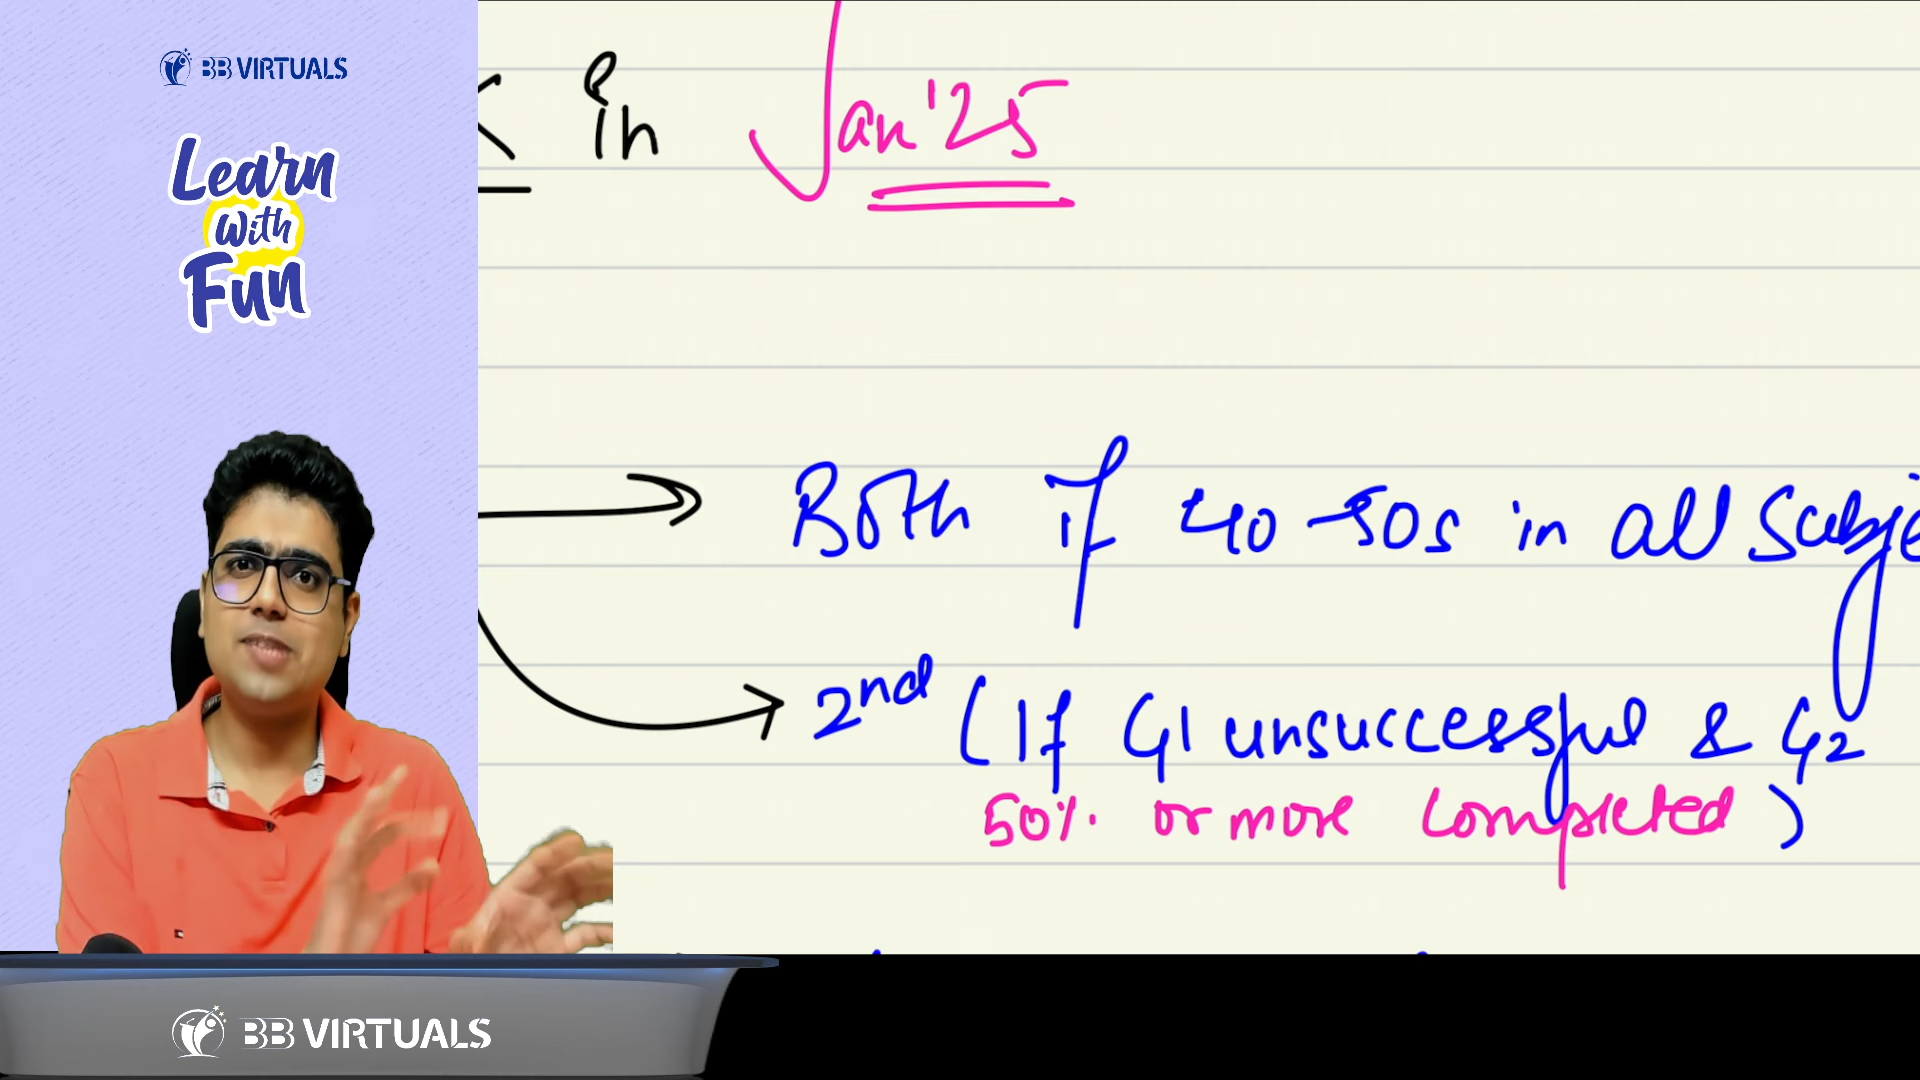 BB VIRTUALS
Learn
with
Fun
in Jan'25
Both if 40-50s in all Subje
2nd (If G1 unsuccessful & G2
50% or more completed)
BB VIRTUALS